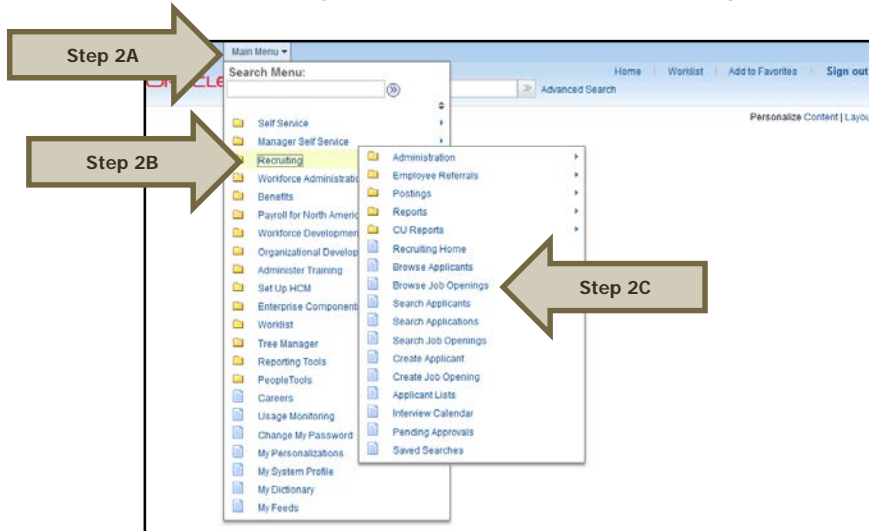 Step 2A
Main Menu
Search Menu:
Home Worklist Add to Favorites Sign out
Advanced Search
Personalize Content |
Self Service
Manager Self Service
Step 2B
Recruiting
Workforce Administratio
Benefits
Payroll for North Americ
Workforce Developmen
Organizational Develop
Administer Training
Set Up HCM
Enterprise Component
Worklist
Tree Manager
Reporting Tools
PeopleTools
Careers
Usage Monitoring
Change My Password
My Personalizations
My System Profile
My Dictionary
My Feeds
Administration
Employee Referrals
Postings
Reports
CU Reports
Recruiting Home
Browse Applicants
Browse Job Openings
Step 2C
Search Applicants
Search Applications
Search Job Openings
Create Applicant
Create Job Opening
Applicant Lists
Interview Calendar
Pending Approvals
Saved Searches